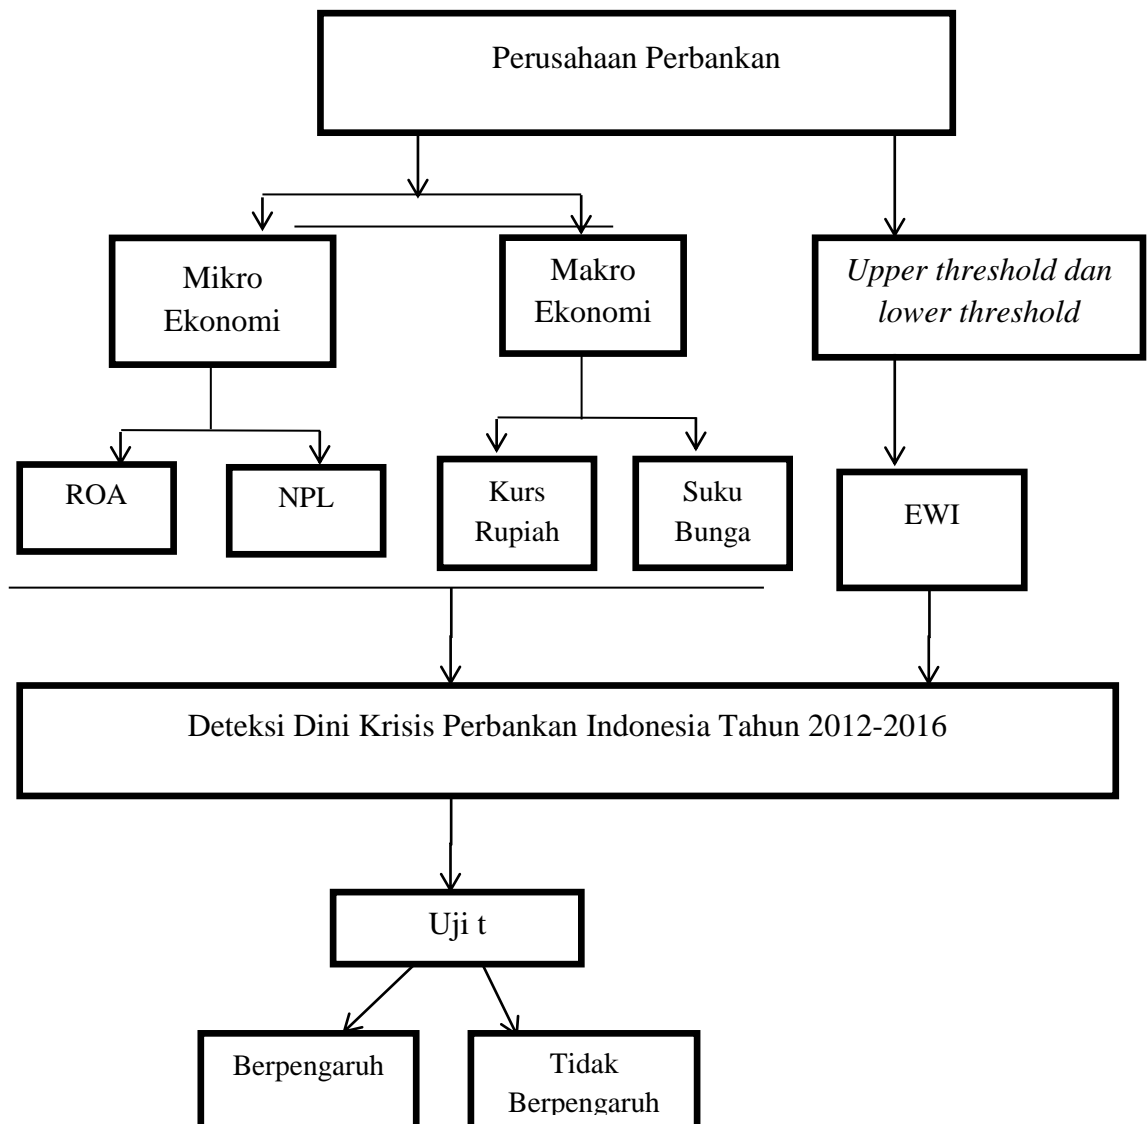 Perusahaan Perbankan
Mikro
Ekonomi
Makro
Ekonomi
Upper threshold dan
lower threshold
ROA
NPL
Kurs
Rupiah
Suku
Bunga
EWI
Deteksi Dini Krisis Perbankan Indonesia Tahun 2012-2016
Uji t
Berpengaruh
Tidak
Berpengaruh